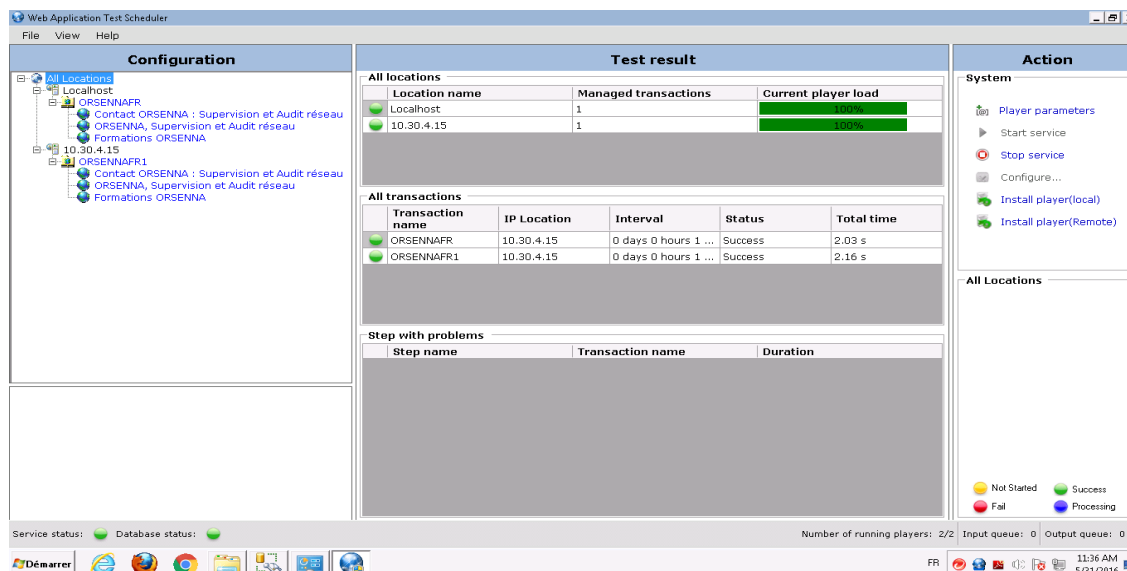 Web Application Test Scheduler
File View Help
Configuration
All Locations
Localhost
ORSENNAFR
Contact ORSENNA : Supervision et Audit réseau
ORSENNA, Supervision et Audit réseau
Formations ORSENNA
10.30.4.15
ORSENNAFR1
Contact ORSENNA : Supervision et Audit réseau
ORSENNA, Supervision et Audit réseau
Formations ORSENNA
Test result
All locations
Location name Managed transactions Current player load
Localhost 1 100%
10.30.4.15 1 100%
All transactions
Transaction name IP Location Interval Status Total time
ORSENNAFR 10.30.4.15 0 days 0 hours 1 ... Success 2.03 s
ORSENNAFR1 10.30.4.15 0 days 0 hours 1 ... Success 2.16 s
Step with problems
Step name Transaction name Duration
Action
System
Player parameters
Start service
Stop service
Configure...
Install player(local)
Install player(Remote)
All Locations
Not Started Success
Fail Processing
Service status: Database status: Number of running players: 2/2 Input queue: 0 Output queue: 0
Démarrer FR 11:36 AM
5/31/2016